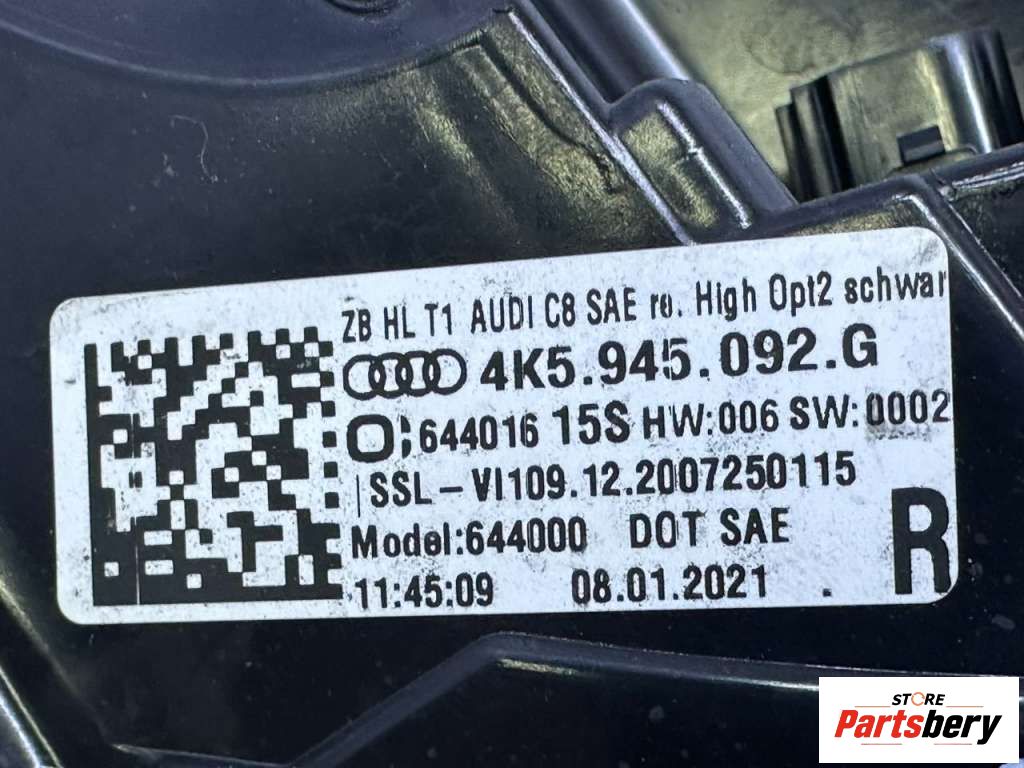 ZB HL T1 AUDI C8 SAE re. High Opt2 schwar
4K5.945.092.G
644016 15S HW:006 SW:0002
SSL-VI109.12.2007250115
Model:644000 DOT SAE
R
11:45:09 08.01.2021 .
STORE
Partsbery